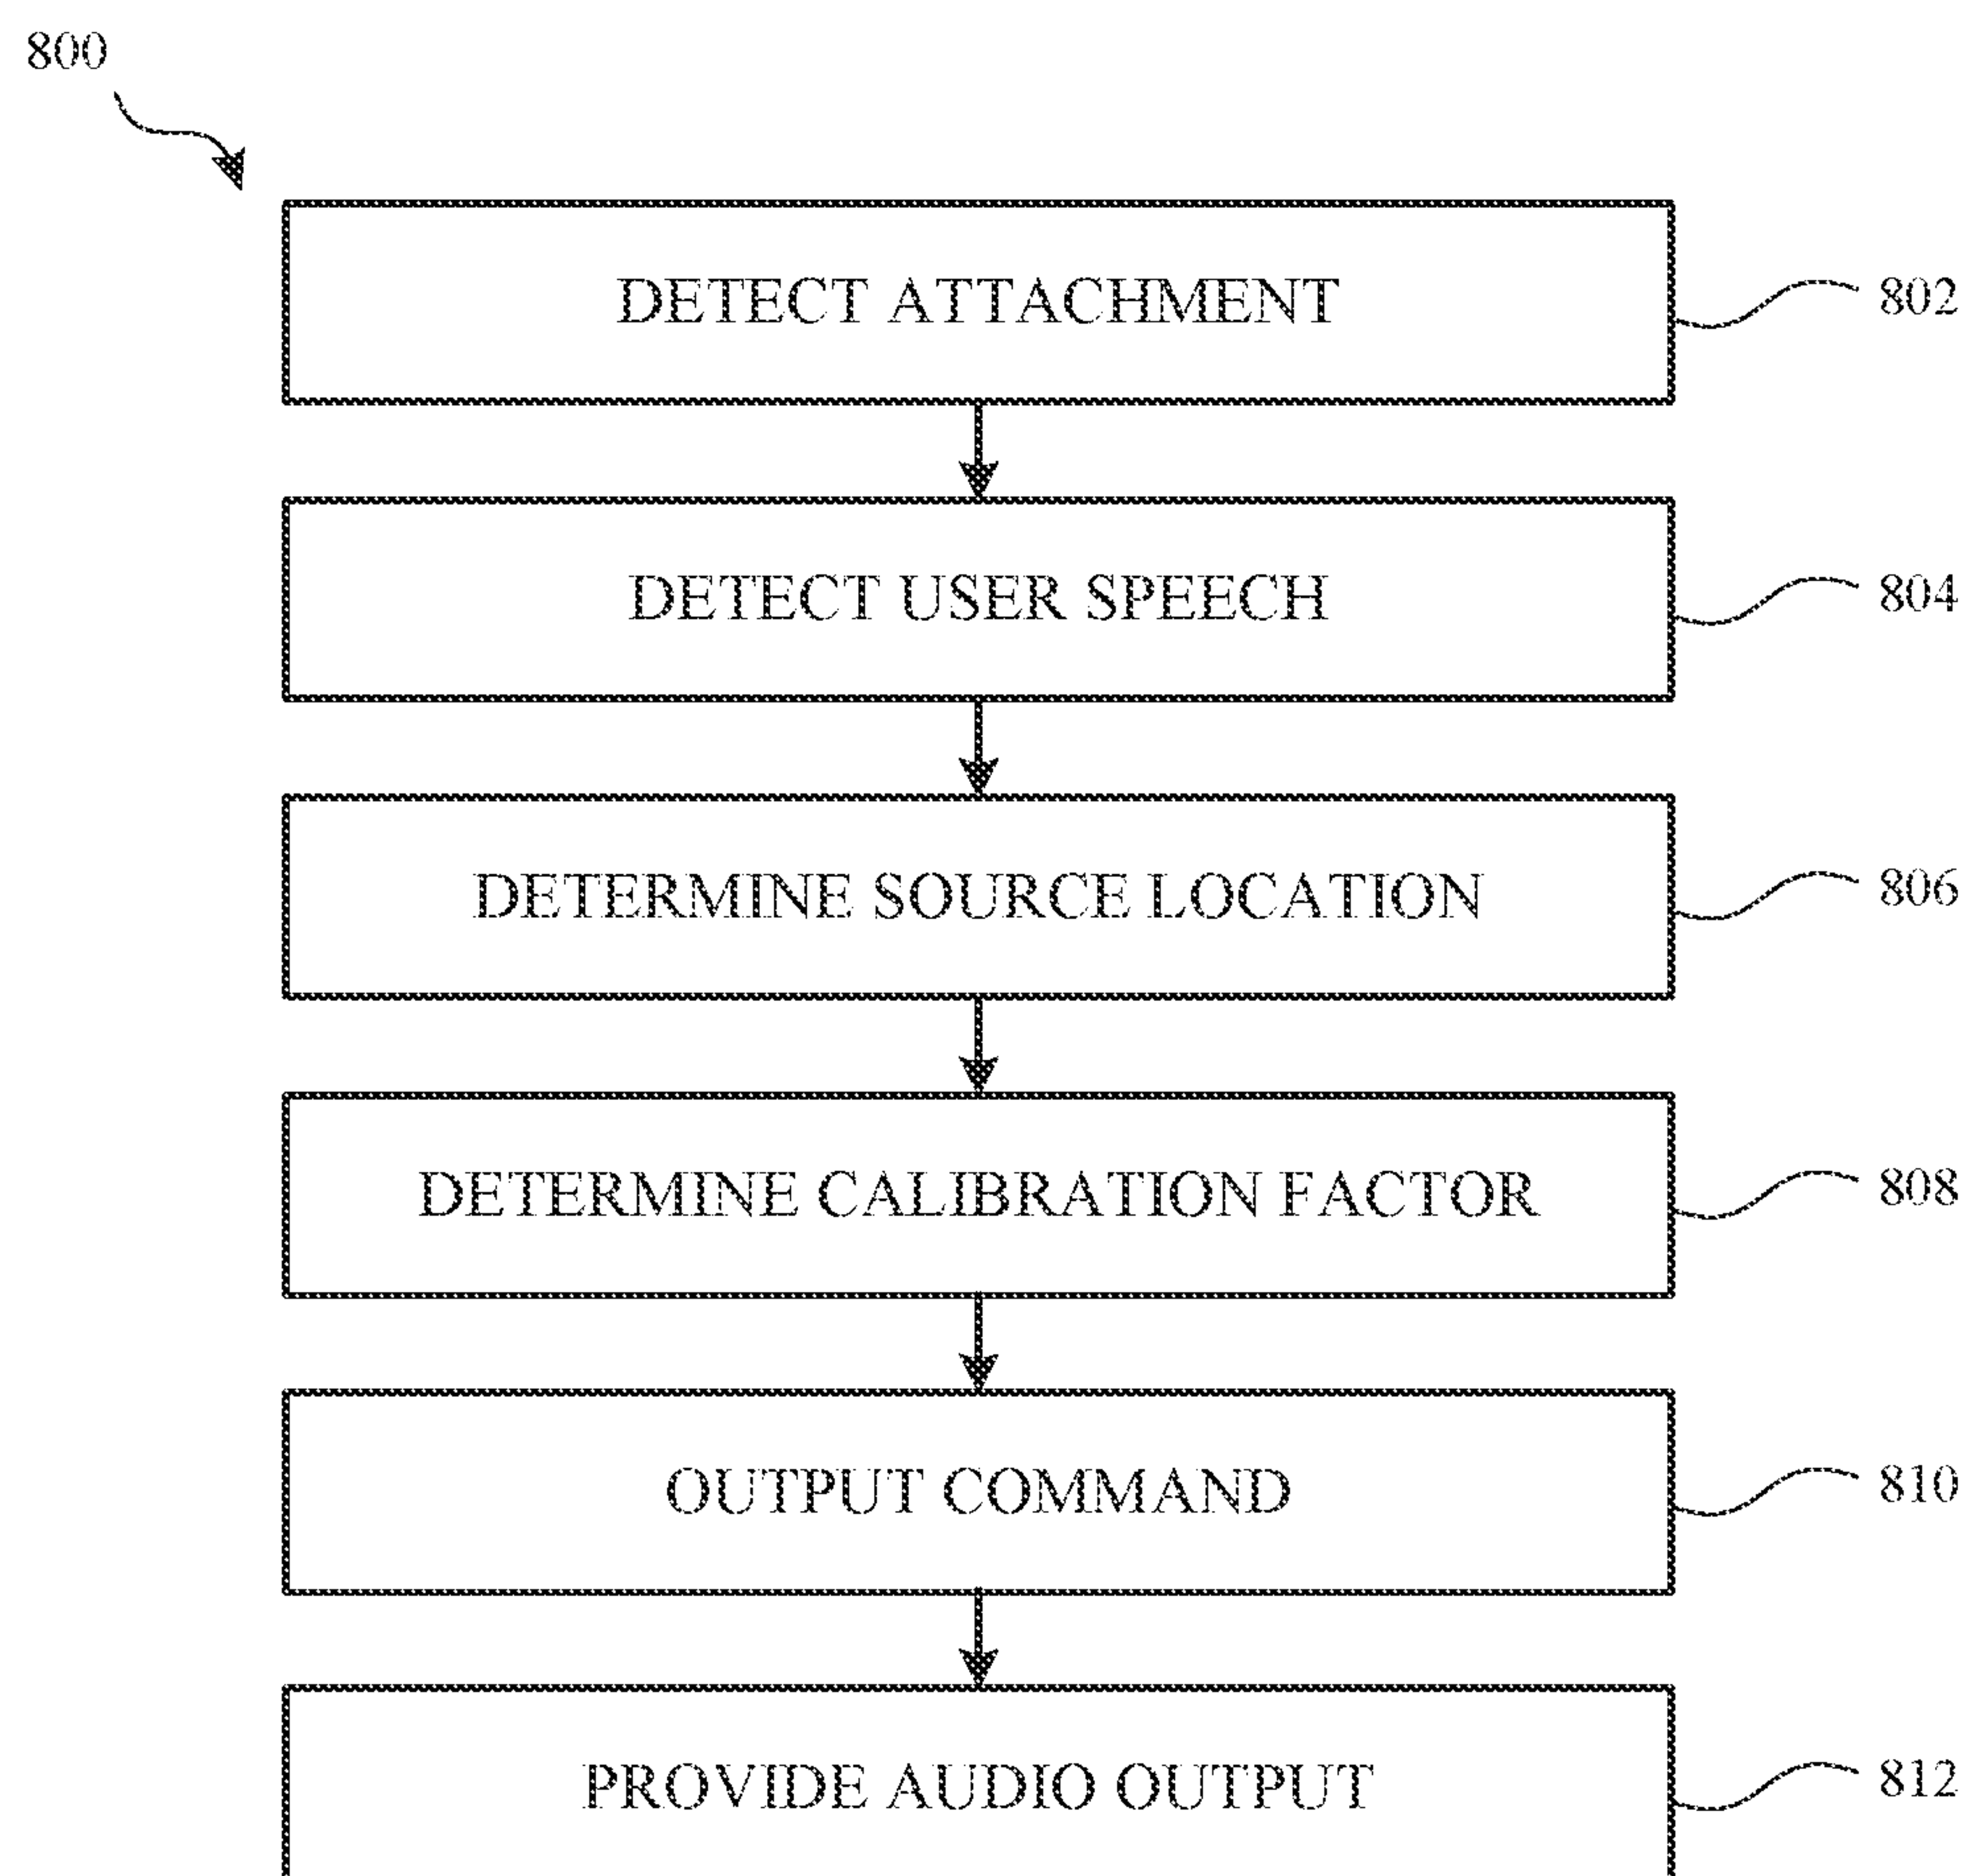 800
DETECT ATTACHMENT 802
DETECT USER SPEECH 804
DETERMINE SOURCE LOCATION 806
DETERMINE CALIBRATION FACTOR 808
OUTPUT COMMAND 810
PROVIDE AUDIO OUTPUT 812